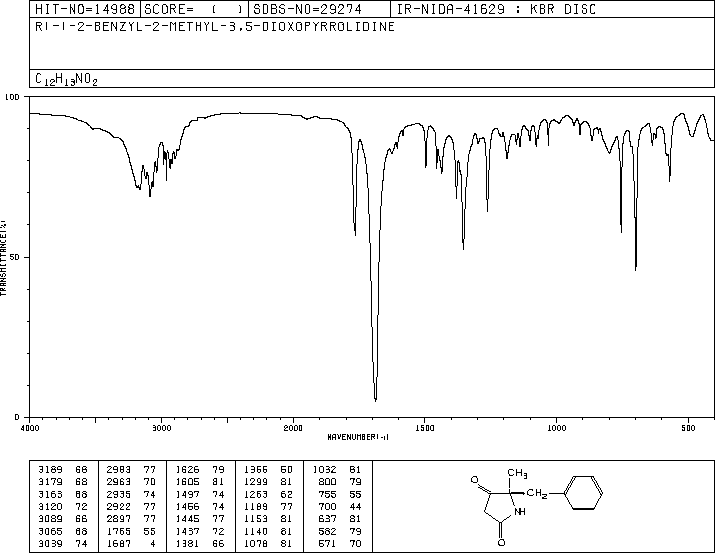 HIT-NO=14988 SCORE= ( ) SDBS-NO=29274 IR-NIDA-41629 : KBR DISC
R(-)-2-BENZYL-2-METHYL-3,5-DIOXOPYRROLIDINE
C12H13NO2
100
50
0
TRANSMITTANCE(%)
4000 3000 2000 1500 1000 500
WAVENUMBER(-1)
3189 68 2983 77 1626 79 1355 50 1032 81
3179 68 2963 70 1605 81 1299 81 800 79
3163 68 2935 74 1497 74 1263 62 755 55
3120 72 2922 77 1456 74 1189 77 700 44
3089 66 2897 77 1445 77 1153 81 637 81
3065 68 1765 55 1437 72 1140 81 582 79
3039 74 1687 4 1381 66 1078 81 571 70
CH3
O
CH2
NH
O